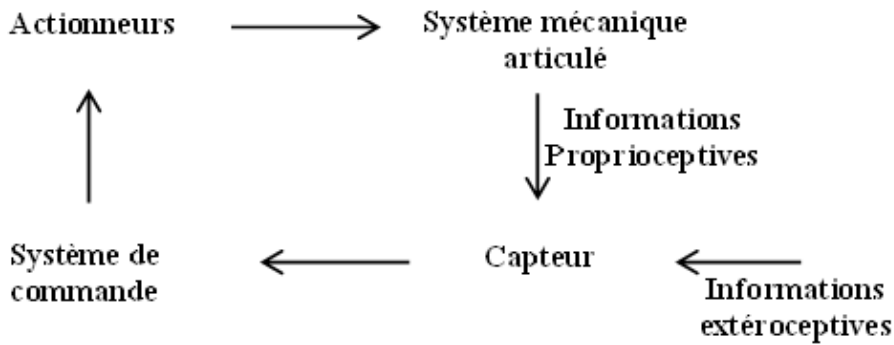 Actionneurs
Système mécanique
articulé
Informations
Proprioceptives
Système de
commande
Capteur
Informations
extéroceptives